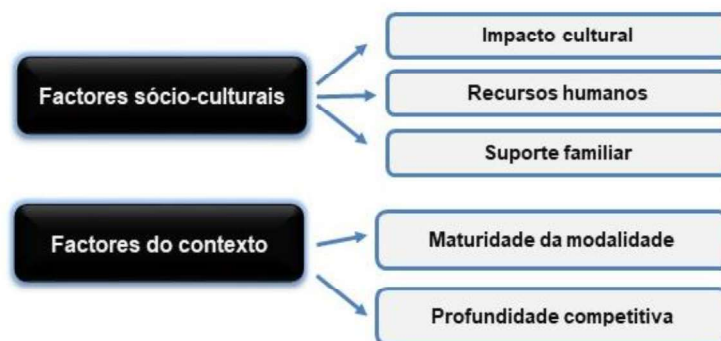 Impacto cultural
Factores sócio-culturais
Recursos humanos
Suporte familiar
Factores do contexto
Maturidade da modalidade
Profundidade competitiva